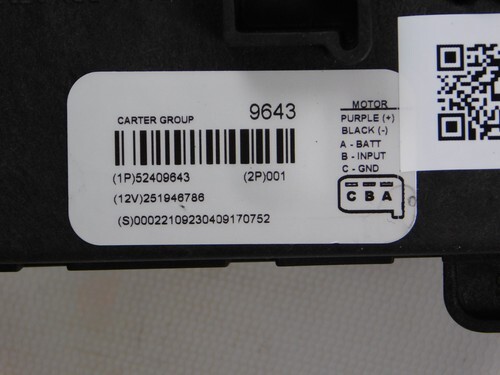 CARTER GROUP
9643
(1P)52409643
(2P)001
(12V)251946786
(S)00022109230409170752
MOTOR
PURPLE (+)
BLACK (-)
A - BATT
B - INPUT
C - GND
C B A